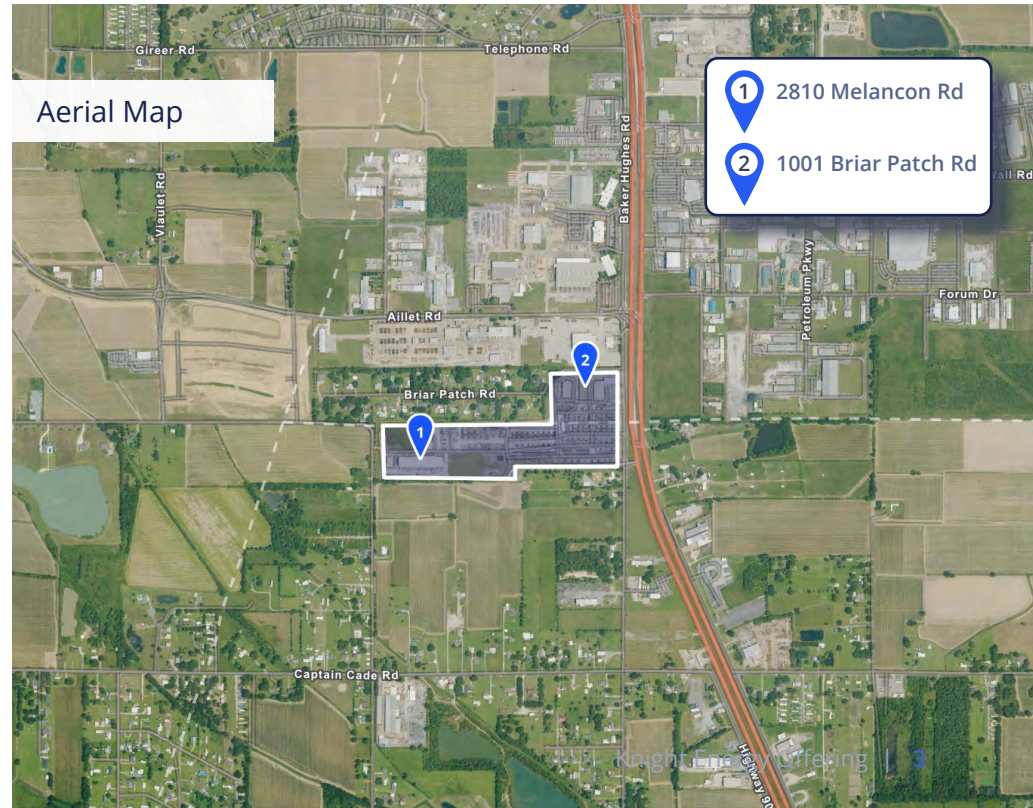 Gireer Rd
Telephone Rd
Aerial Map
1 2810 Melancon Rd
2 1001 Briar Patch Rd
Baker Hughes Rd
Viaulet Rd
Petroleum Pkwy
Forum Dr
Aillet Rd
2
Briar Patch Rd
1
Captain Cade Rd
Highway 90
Knight Energy Offering 3